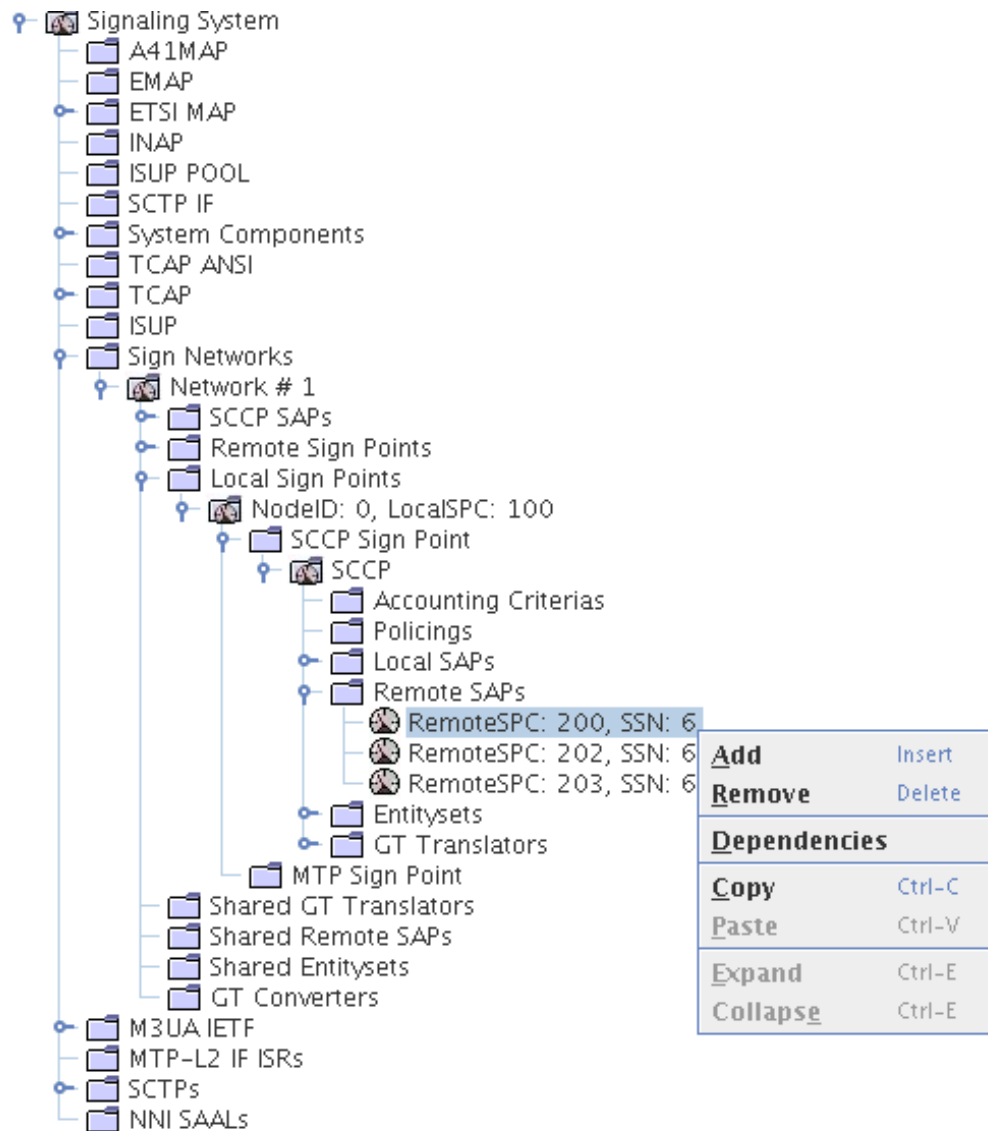 Signaling System
A41MAP
EMAP
ETSI MAP
INAP
ISUP POOL
SCTP IF
System Components
TCAP ANSI
TCAP
ISUP
Sign Networks
Network # 1
SCCP SAPs
Remote Sign Points
Local Sign Points
NodeID: 0, LocalSPC: 100
SCCP Sign Point
SCCP
Accounting Criterias
Policings
Local SAPs
Remote SAPs
RemoteSPC: 200, SSN: 6
RemoteSPC: 202, SSN: 6
RemoteSPC: 203, SSN: 6
Entitysets
GT Translators
MTP Sign Point
Shared GT Translators
Shared Remote SAPs
Shared Entitysets
GT Converters
M3UA IETF
MTP-L2 IF ISRs
SCTPs
NNI SAALs
Add Insert
Remove Delete
Dependencies
Copy Ctrl-C
Paste Ctrl-V
Expand Ctrl-E
Collapse Ctrl-E